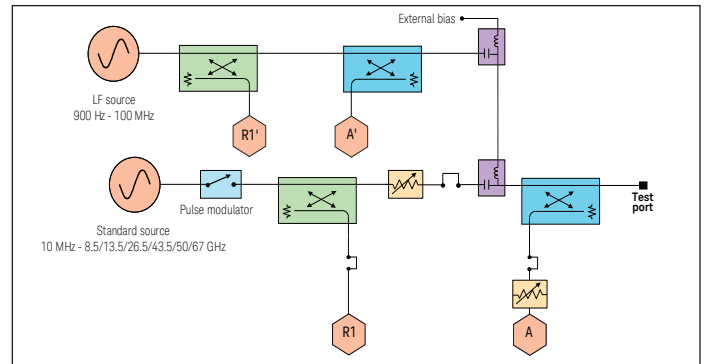 External bias
LF source
900 Hz - 100 MHz
R1'
A'
Pulse modulator
Standard source
10 MHz - 8.5/13.5/26.5/43.5/50/67 GHz
Test
port
R1
A